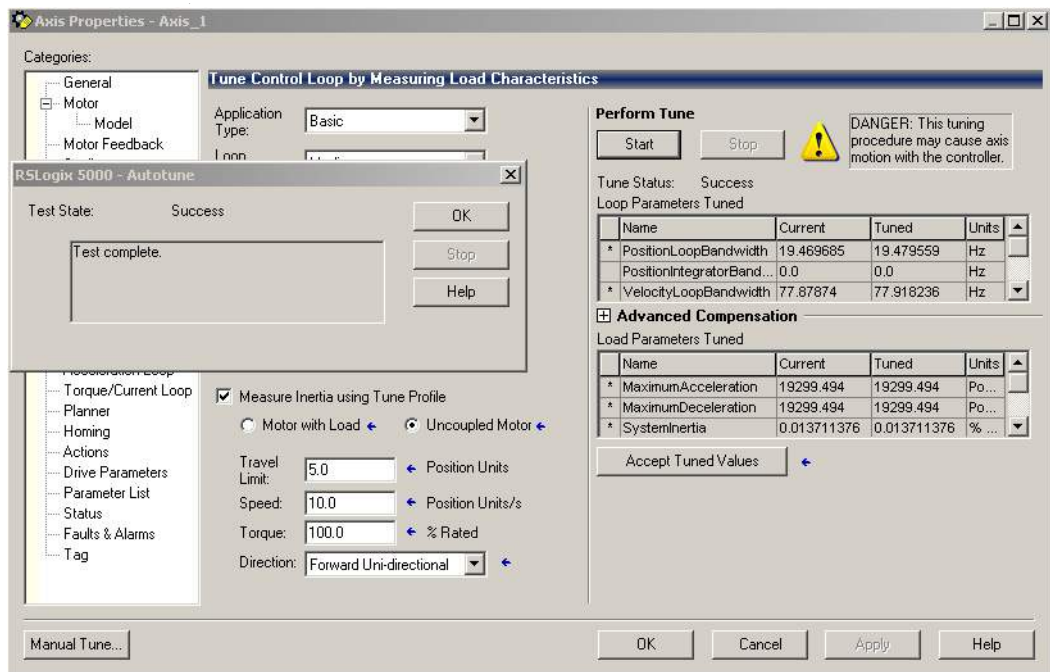 Axis Properties - Axis_1
Categories:
General
Motor
Model
Motor Feedback
Tune Control Loop by Measuring Load Characteristics
Application Type:
Basic
Loop
RSLogix 5000 - Autotune
Test State: Success
Test complete.
OK
Stop
Help
Torque/Current Loop
Planner
Homing
Actions
Drive Parameters
Parameter List
Status
Faults & Alarms
Tag
Measure Inertia using Tune Profile
Motor with Load
Uncoupled Motor
Travel Limit: 5.0 Position Units
Speed: 10.0 Position Units/s
Torque: 100.0 % Rated
Direction: Forward Uni-directional
Perform Tune
Start
Stop
DANGER: This tuning
procedure may cause axis
motion with the controller.
Tune Status: Success
Loop Parameters Tuned
Name Current Tuned Units
* PositionLoopBandwidth 19.469685 19.479559 Hz
PositionIntegratorBand... 0.0 0.0 Hz
* VelocityLoopBandwidth 77.87874 77.918236 Hz
Advanced Compensation
Load Parameters Tuned
Name Current Tuned Units
* MaximumAcceleration 19299.494 19299.494 Po...
* MaximumDeceleration 19299.494 19299.494 Po...
* SystemInertia 0.013711376 0.013711376 % ...
Accept Tuned Values
Manual Tune...
OK
Cancel
Apply
Help